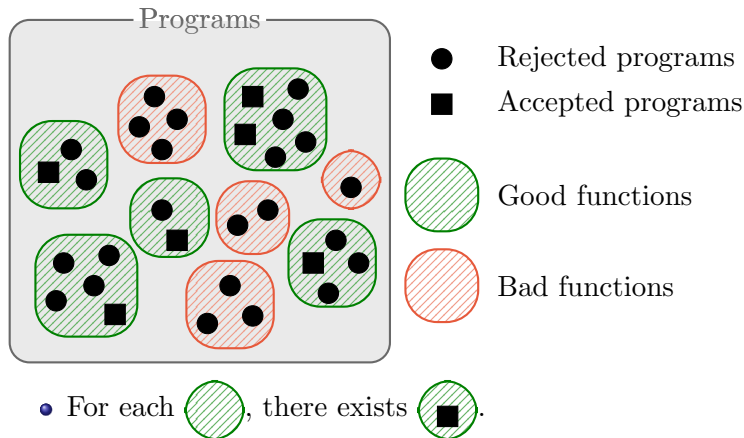 Programs
Rejected programs
Accepted programs
Good functions
Bad functions
For each , there exists .